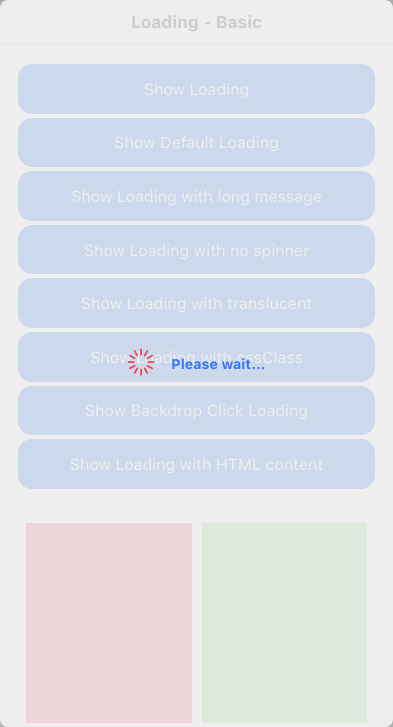 Loading - Basic
Show Loading
Show Default Loading
Show Loading with long message
Show Loading with no spinner
Show Loading with translucent
Show Loading with cssClass
Please wait...
Show Backdrop Click Loading
Show Loading with HTML content